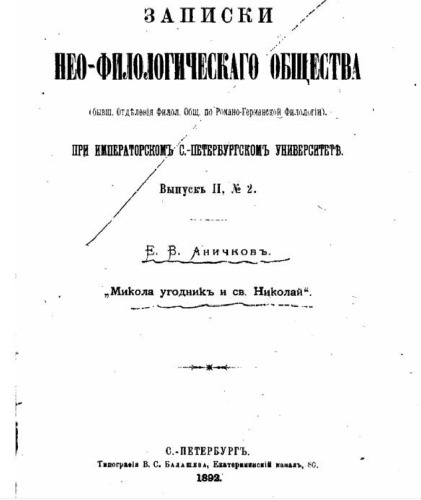 ЗАПИСКИ
НЕО-ФИЛОЛОГИЧЕСКАГО ОБЩЕСТВА
(бывш. Отдѣленія Филол. Общ. по Романо-Германской Филологіи).
ПРИ ИМПЕРАТОРСКОМЪ С.-ПЕТЕРБУРГСКОМЪ УНИВЕРСИТЕТѢ.
Выпускъ II, № 2.
Е. В. Аничковъ.
„Микола угодникъ и св. Николай“.
С.-ПЕТЕРБУРГЪ.
Типографія В. С. Балашева, Екатерининскій каналъ, 80.
1892.